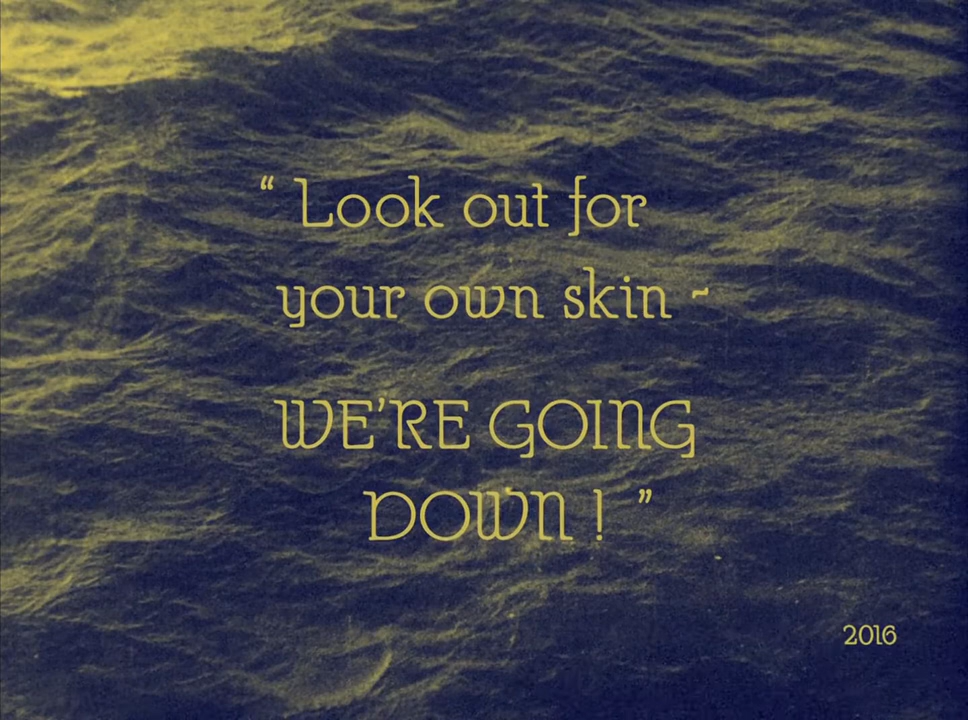 “ Look out for
your own skin -
WE’RE GOING
DOWN ! ”
2016